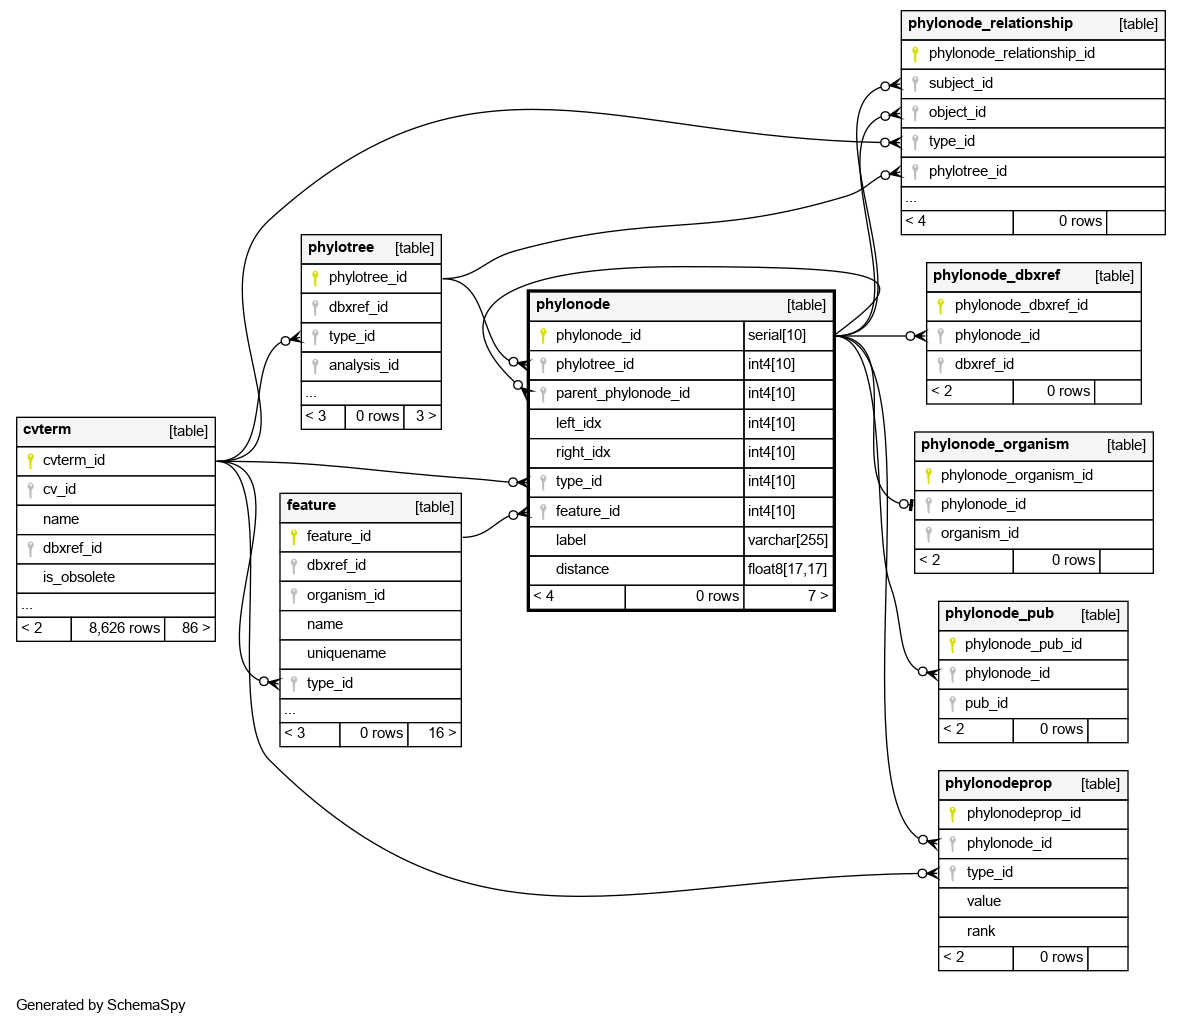 phylonode_relationship [table]
phylonode_relationship_id
subject_id
object_id
type_id
phylotree_id
...
< 4 0 rows
phylotree [table]
phylotree_id
dbxref_id
type_id
analysis_id
...
< 3 0 rows 3 >
phylonode [table]
phylonode_id serial[10]
phylotree_id int4[10]
parent_phylonode_id int4[10]
left_idx int4[10]
right_idx int4[10]
type_id int4[10]
feature_id int4[10]
label varchar[255]
distance float8[17,17]
< 4 0 rows 7 >
phylonode_dbxref [table]
phylonode_dbxref_id
phylonode_id
dbxref_id
< 2 0 rows
cvterm [table]
cvterm_id
cv_id
name
dbxref_id
is_obsolete
...
< 2 8,626 rows 86 >
feature [table]
feature_id
dbxref_id
organism_id
name
uniquename
type_id
...
< 3 0 rows 16 >
phylonode_organism [table]
phylonode_organism_id
phylonode_id
organism_id
< 2 0 rows
phylonode_pub [table]
phylonode_pub_id
phylonode_id
pub_id
< 2 0 rows
phylonodeprop [table]
phylonodeprop_id
phylonode_id
type_id
value
rank
< 2 0 rows
Generated by SchemaSpy